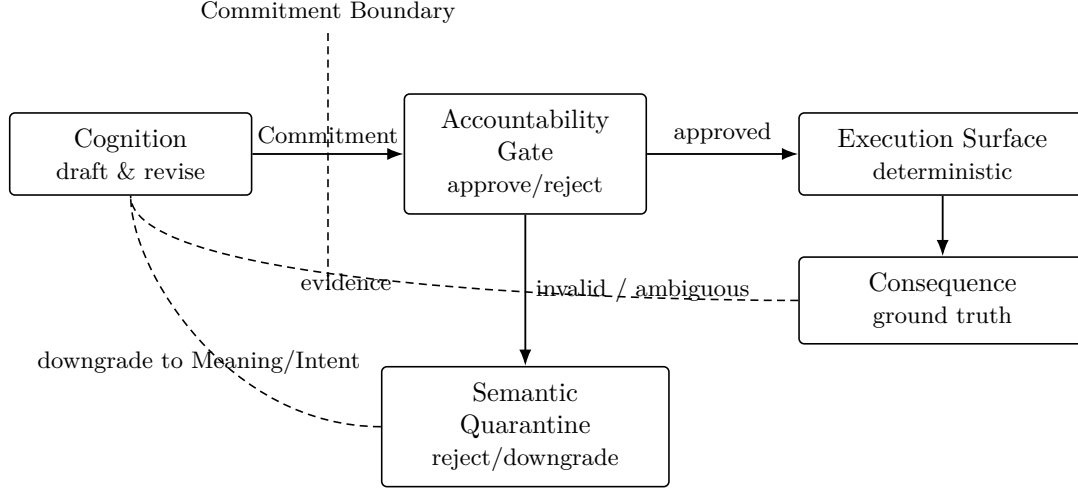 Commitment Boundary
Cognition
draft & revise
Commitment
Accountability
Gate
approve/reject
approved
Execution Surface
deterministic
evidence
invalid / ambiguous
Consequence
ground truth
downgrade to Meaning/Intent
Semantic
Quarantine
reject/downgrade